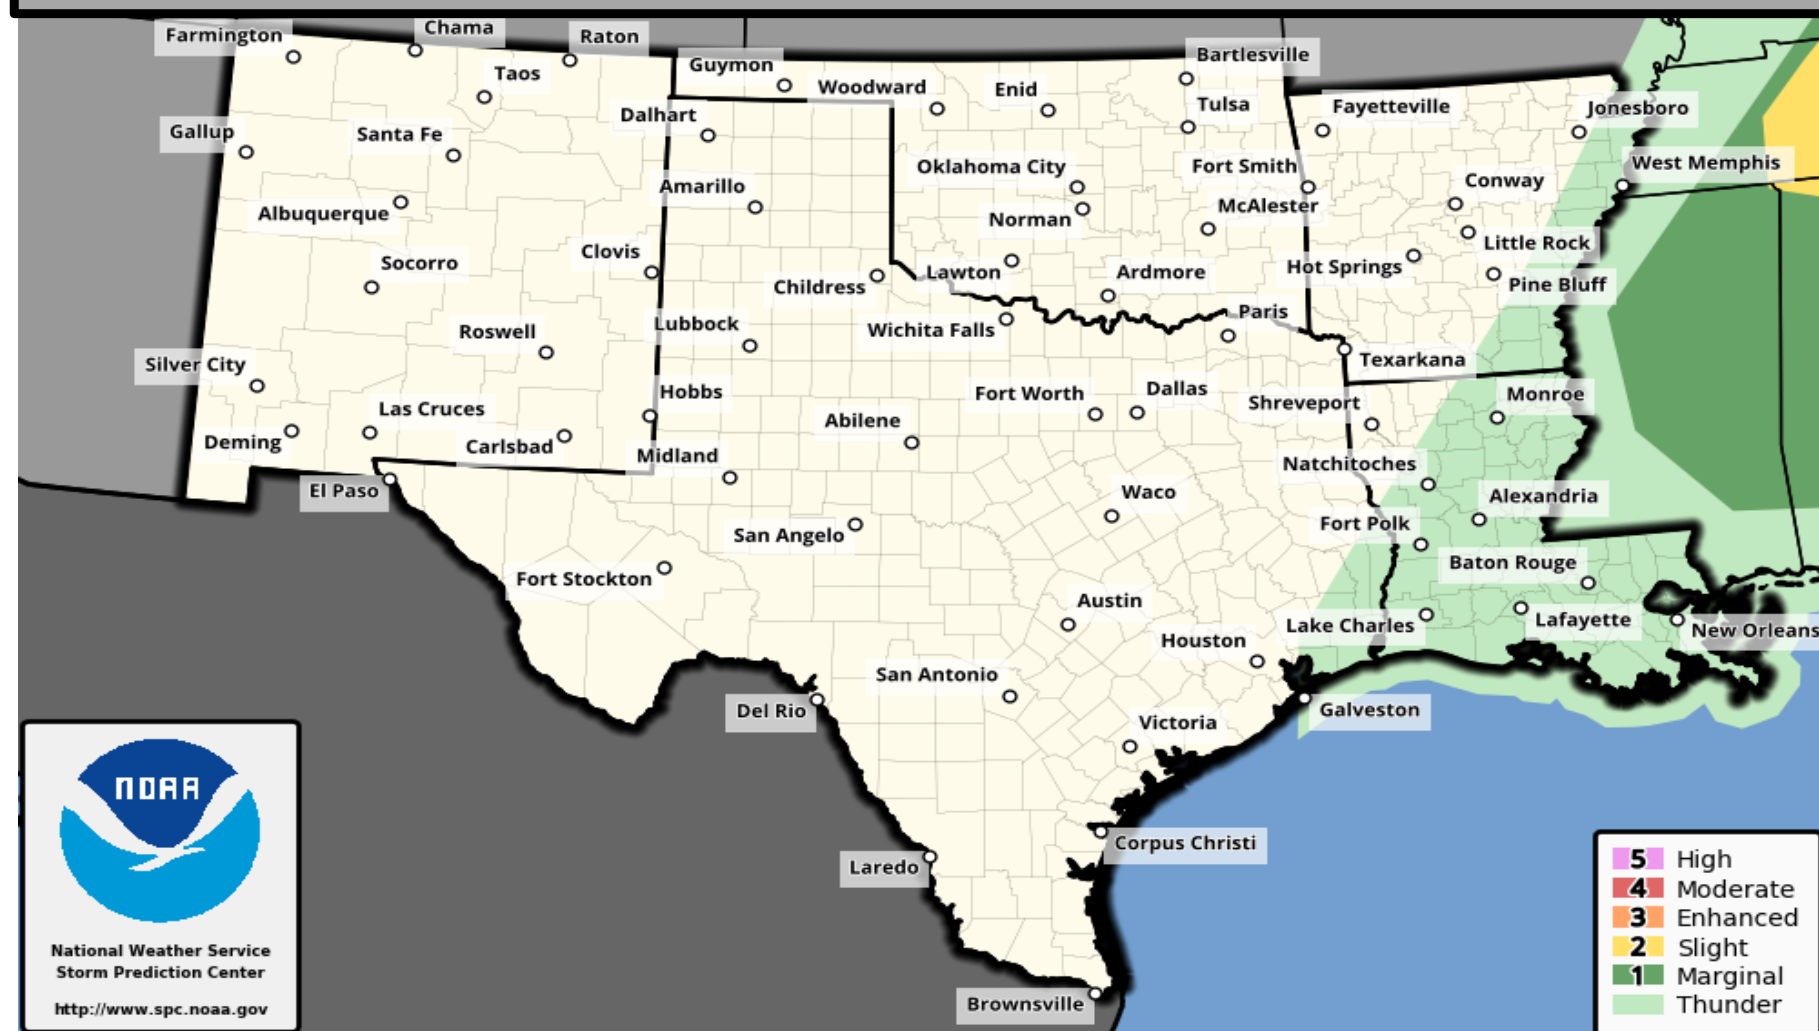 Farmington
Chama
Raton
Taos
Guymon
Woodward
Enid
Bartlesville
Tulsa
Fayetteville
Jonesboro
Gallup
Santa Fe
Dalhart
Oklahoma City
Fort Smith
Conway
West Memphis
Albuquerque
Amarillo
Norman
McAlester
Little Rock
Socorro
Clovis
Childress
Lawton
Ardmore
Hot Springs
Pine Bluff
Roswell
Lubbock
Wichita Falls
Paris
Texarkana
Silver City
Las Cruces
Hobbs
Abilene
Fort Worth
Dallas
Shreveport
Monroe
Deming
Carlsbad
Midland
Natchitoches
El Paso
San Angelo
Waco
Fort Polk
Alexandria
Fort Stockton
Austin
Baton Rouge
Houston
Lake Charles
Lafayette
New Orleans
Del Rio
San Antonio
Victoria
Galveston
Corpus Christi
Laredo
Brownsville
NOAA
National Weather Service
Storm Prediction Center
http://www.spc.noaa.gov
5 High
4 Moderate
3 Enhanced
2 Slight
1 Marginal
Thunder